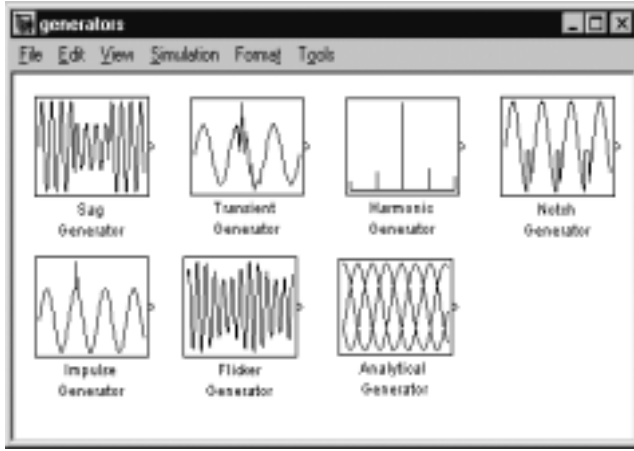 generators
File Edit View Simulation Format Tools
Sag Generator
Transient Generator
Harmonic Generator
Notch Generator
Impulse Generator
Flicker Generator
Analytical Generator